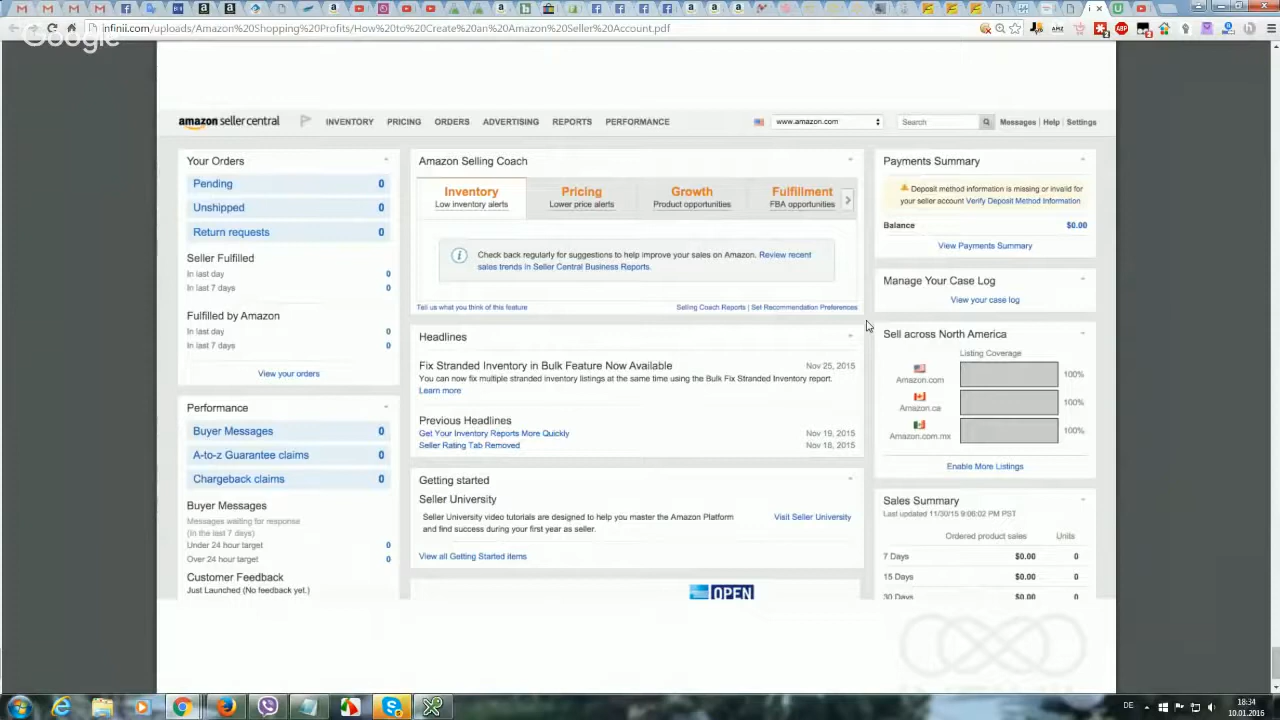 infinii.com/uploads/Amazon%20Shopping%20Profits/How%20to%20Create%20an%20Amazon%20Seller%20Account.pdf
Google
amazon seller central
INVENTORY PRICING ORDERS ADVERTISING REPORTS PERFORMANCE
www.amazon.com
Search
Messages | Help | Settings
Your Orders
Pending 0
Unshipped 0
Return requests 0
Seller Fulfilled
In last day 0
In last 7 days 0
Fulfilled by Amazon
In last day 0
In last 7 days 0
View your orders
Performance
Buyer Messages 0
A-to-z Guarantee claims 0
Chargeback claims 0
Buyer Messages
Messages waiting for response
(In the last 7 days)
Under 24 hour target 0
Over 24 hour target 0
Customer Feedback
Just Launched (No feedback yet.)
Amazon Selling Coach
Inventory
Low inventory alerts
Pricing
Lower price alerts
Growth
Product opportunities
Fulfillment
FBA opportunities
Check back regularly for suggestions to help improve your sales on Amazon. Review recent
sales trends in Seller Central Business Reports.
Tell us what you think of this feature
Selling Coach Reports | Set Recommendation Preferences
Headlines
Fix Stranded Inventory in Bulk Feature Now Available Nov 25, 2015
You can now fix multiple stranded inventory listings at the same time using the Bulk Fix Stranded Inventory report.
Learn more
Previous Headlines
Get Your Inventory Reports More Quickly Nov 19, 2015
Seller Rating Tab Removed Nov 18, 2015
Getting started
Seller University
Seller University video tutorials are designed to help you master the Amazon Platform
and find success during your first year as seller.
Visit Seller University
View all Getting Started items
OPEN
Payments Summary
Deposit method information is missing or invalid for
your seller account Verify Deposit Method Information
Balance $0.00
View Payments Summary
Manage Your Case Log
View your case log
Sell across North America
Listing Coverage
Amazon.com 100%
Amazon.ca 100%
Amazon.com.mx 100%
Enable More Listings
Sales Summary
Last updated 11/30/15 9:06:02 PM PST
Ordered product sales Units
7 Days $0.00 0
15 Days $0.00 0
30 Days $0.00 0
DE
18:34
10.01.2016